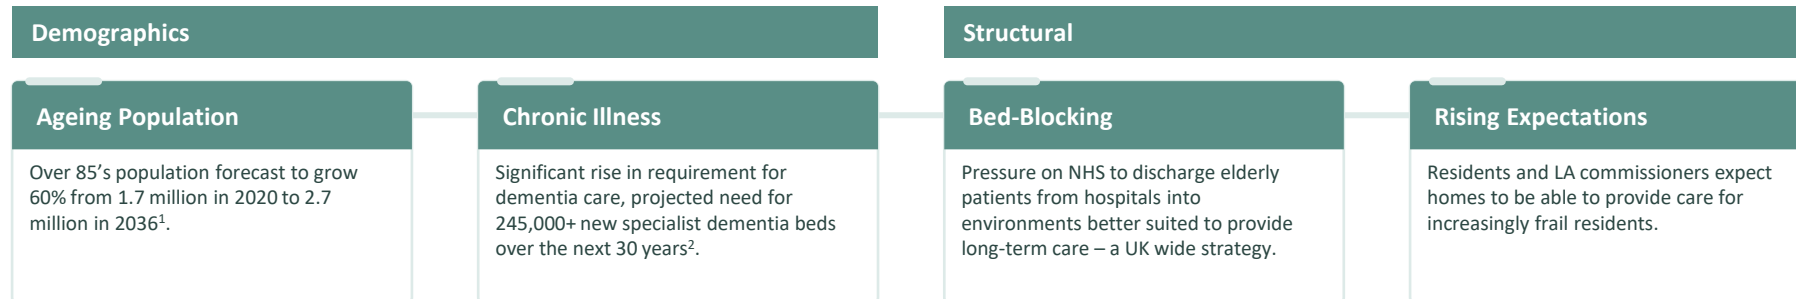 Demographics
Structural
Ageing Population
Over 85’s population forecast to grow
60% from 1.7 million in 2020 to 2.7
million in 2036¹.
Chronic Illness
Significant rise in requirement for
dementia care, projected need for
245,000+ new specialist dementia beds
over the next 30 years².
Bed-Blocking
Pressure on NHS to discharge elderly
patients from hospitals into
environments better suited to provide
long-term care – a UK wide strategy.
Rising Expectations
Residents and LA commissioners expect
homes to be able to provide care for
increasingly frail residents.